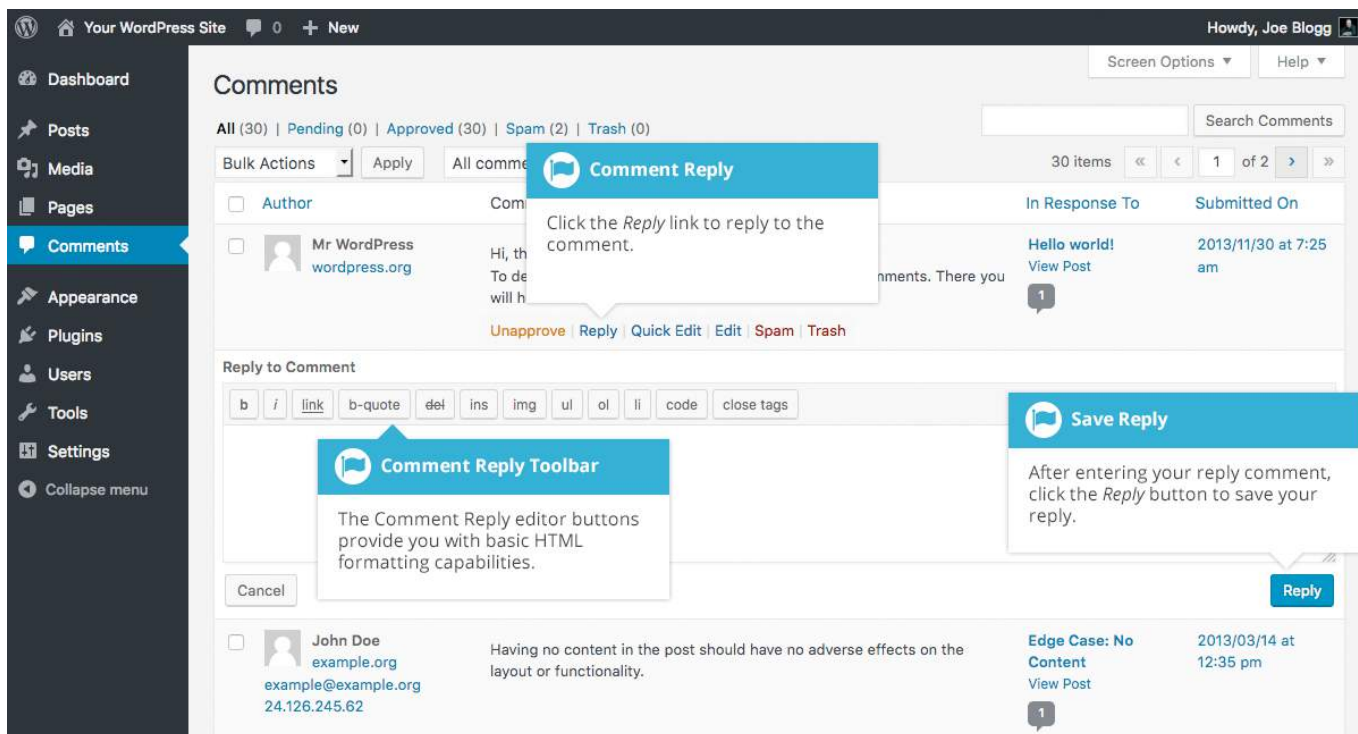 Your WordPress Site 0 + New Howdy, Joe Blogg
Screen Options Help
Dashboard
Posts
Media
Pages
Comments
Appearance
Plugins
Users
Tools
Settings
Collapse menu
Comments
All (30) | Pending (0) | Approved (30) | Spam (2) | Trash (0)
Search Comments
Bulk Actions Apply All comme
30 items « ‹ 1 of 2 › »
Comment Reply
Click the Reply link to reply to the
comment.
Author In Response To Submitted On
Mr WordPress
wordpress.org
Hi, th
To de mments. There you
will h
Unapprove | Reply | Quick Edit | Edit | Spam | Trash
Hello world!
View Post
1
2013/11/30 at 7:25
am
Reply to Comment
b i link b-quote del ins img ul ol li code close tags
Comment Reply Toolbar
The Comment Reply editor buttons
provide you with basic HTML
formatting capabilities.
Save Reply
After entering your reply comment,
click the Reply button to save your
reply.
Cancel Reply
John Doe
example.org
example@example.org
24.126.245.62
Having no content in the post should have no adverse effects on the
layout or functionality.
Edge Case: No
Content
View Post
1
2013/03/14 at
12:35 pm